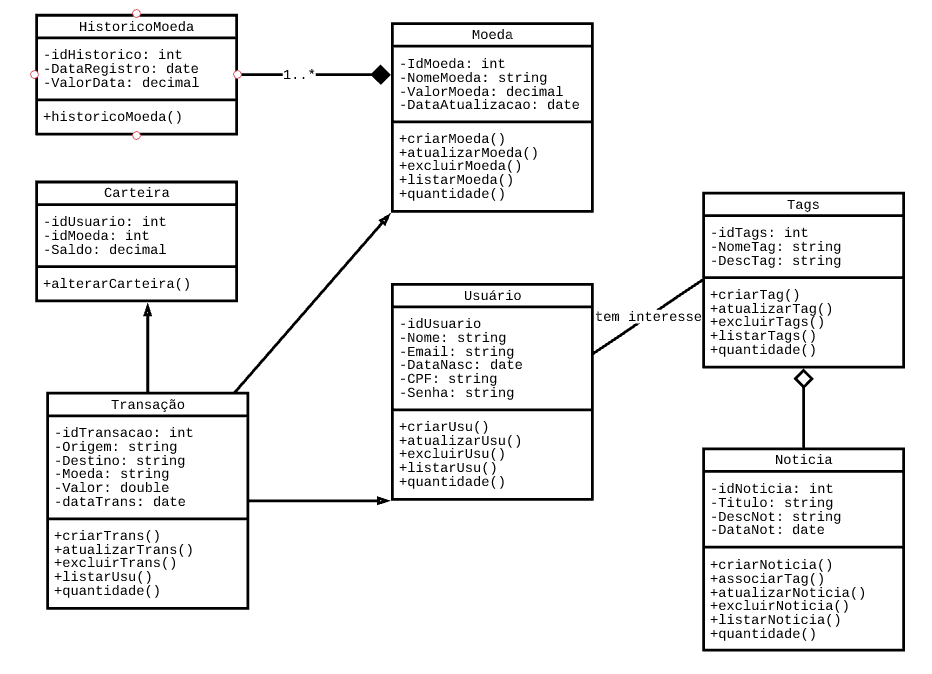 HistoricoMoeda
-idHistorico: int
-DataRegistro: date
-ValorData: decimal
+historicoMoeda()
1..*
Moeda
-IdMoeda: int
-NomeMoeda: string
-ValorMoeda: decimal
-DataAtualizacao: date
+criarMoeda()
+atualizarMoeda()
+excluirMoeda()
+listarMoeda()
+quantidade()
Carteira
-idUsuario: int
-idMoeda: int
-Saldo: decimal
+alterarCarteira()
Usuário
-idUsuario
-Nome: string
-Email: string
-DataNasc: date
-CPF: string
-Senha: string
+criarUsu()
+atualizarUsu()
+excluirUsu()
+listarUsu()
+quantidade()
tem interesse
Tags
-idTags: int
-NomeTag: string
-DescTag: string
+criarTag()
+atualizarTag()
+excluirTags()
+listarTags()
+quantidade()
Transação
-idTransacao: int
-Origem: string
-Destino: string
-Moeda: string
-Valor: double
-dataTrans: date
+criarTrans()
+atualizarTrans()
+excluirTrans()
+listarUsu()
+quantidade()
Noticia
-idNoticia: int
-Titulo: string
-DescNot: string
-DataNot: date
+criarNoticia()
+associarTag()
+atualizarNoticia()
+excluirNoticia()
+listarNoticia()
+quantidade()